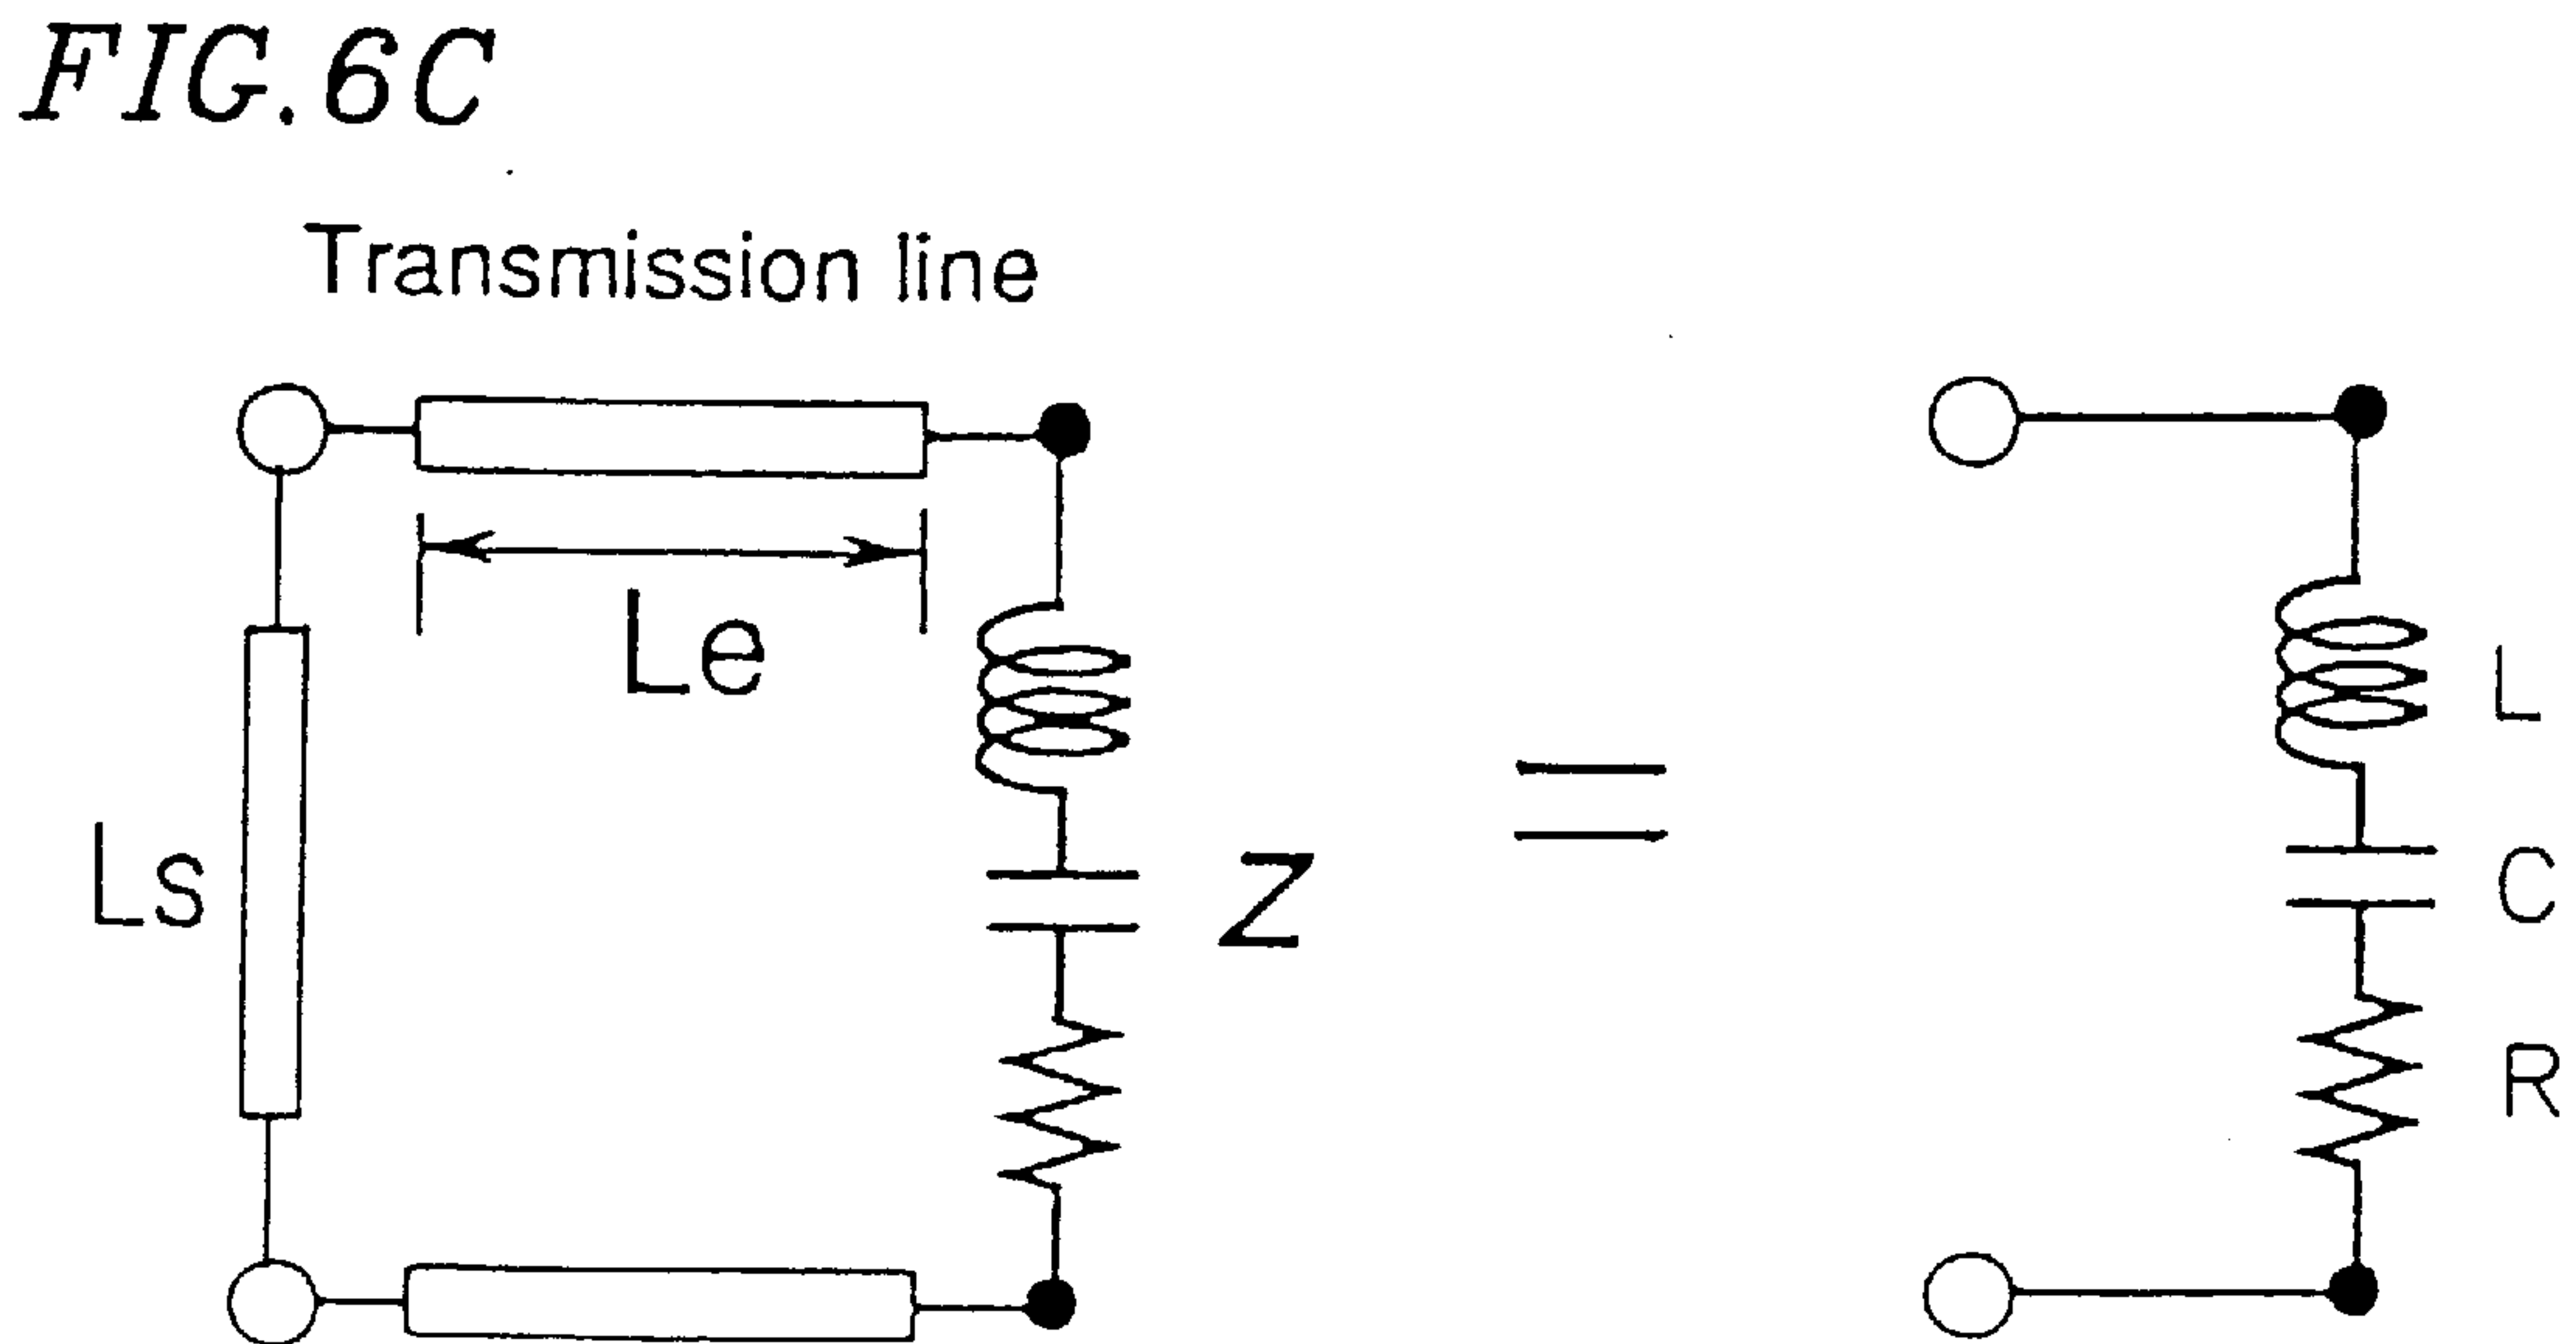 FIG. 6C
Transmission line
Le
Ls
Z
=
L
C
R